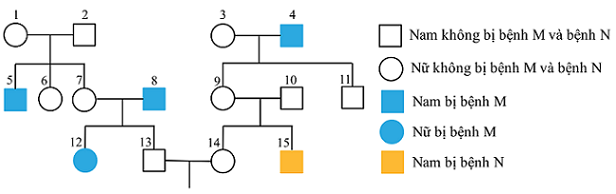 1 2 3 4
Nam không bị bệnh M và bệnh N
5 6 7 8 9 10 11
Nữ không bị bệnh M và bệnh N
Nam bị bệnh M
12 13 14 15
Nữ bị bệnh M
Nam bị bệnh N